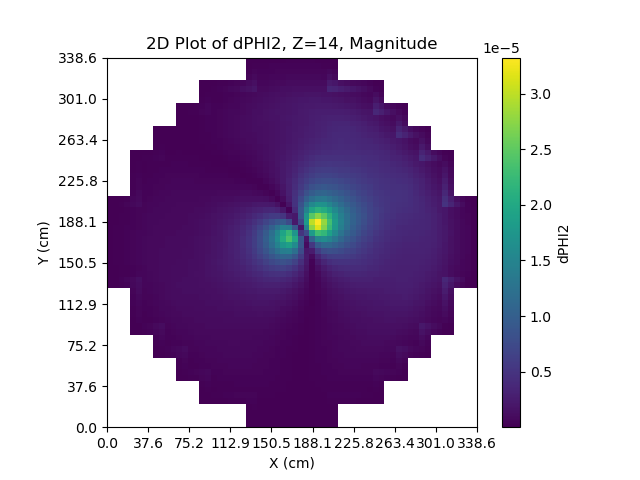 2D Plot of dPHI2, Z=14, Magnitude
1e−5
338.6
301.0
263.4
225.8
188.1
150.5
112.9
75.2
37.6
0.0
Y (cm)
0.0 37.6 75.2 112.9 150.5 188.1 225.8 263.4 301.0 338.6
X (cm)
3.0
2.5
2.0
1.5
1.0
0.5
dPHI2